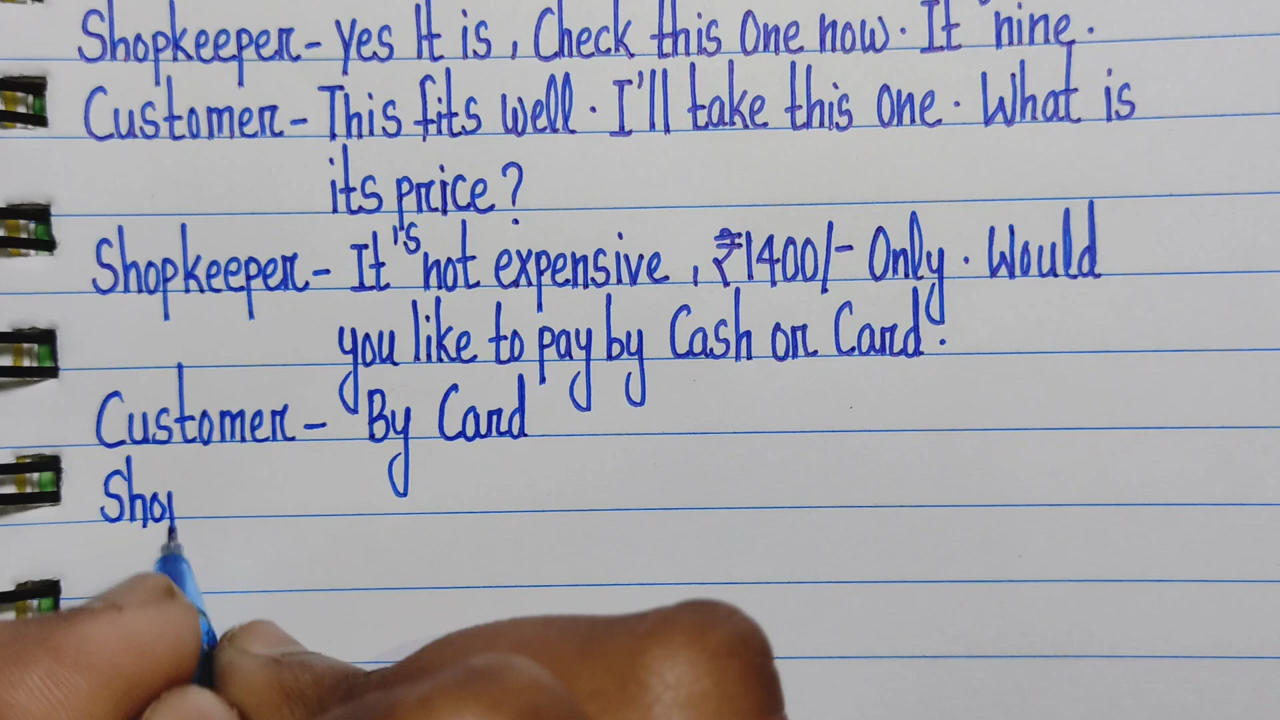 Shopkeeper- Yes It is, Check this One now. It nine.
Customer- This fits well. I'll take this one. What is
its price?
Shopkeeper- It's not expensive, ₹1400/- Only. Would
you like to pay by Cash or Card?
Customer- By Card
Sho